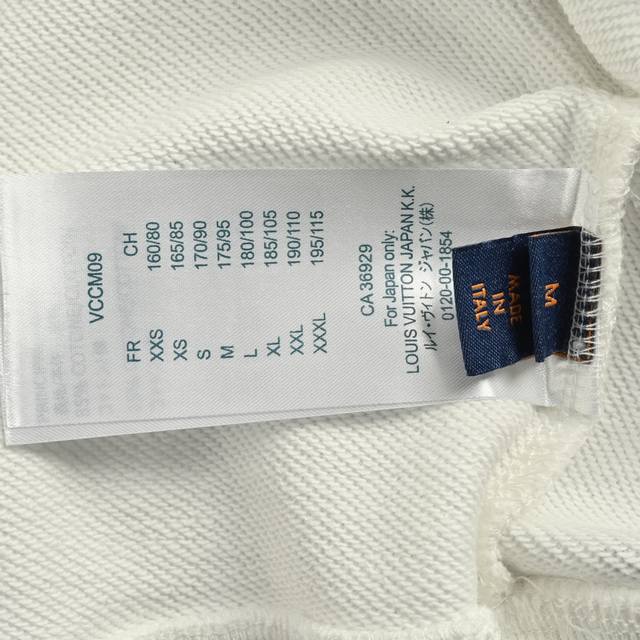 VCCM09
FR CH
XXS 160/80
XS 165/85
S 170/90
M 175/95
L 180/100
XL 185/105
XXL 190/110
XXXL 195/115
CA 36929
For Japan only:
LOUIS VUITTON JAPAN K.K.
ルイ・ヴィトン ジャパン(株)
0120-00-1854
MADE
IN
ITALY
M